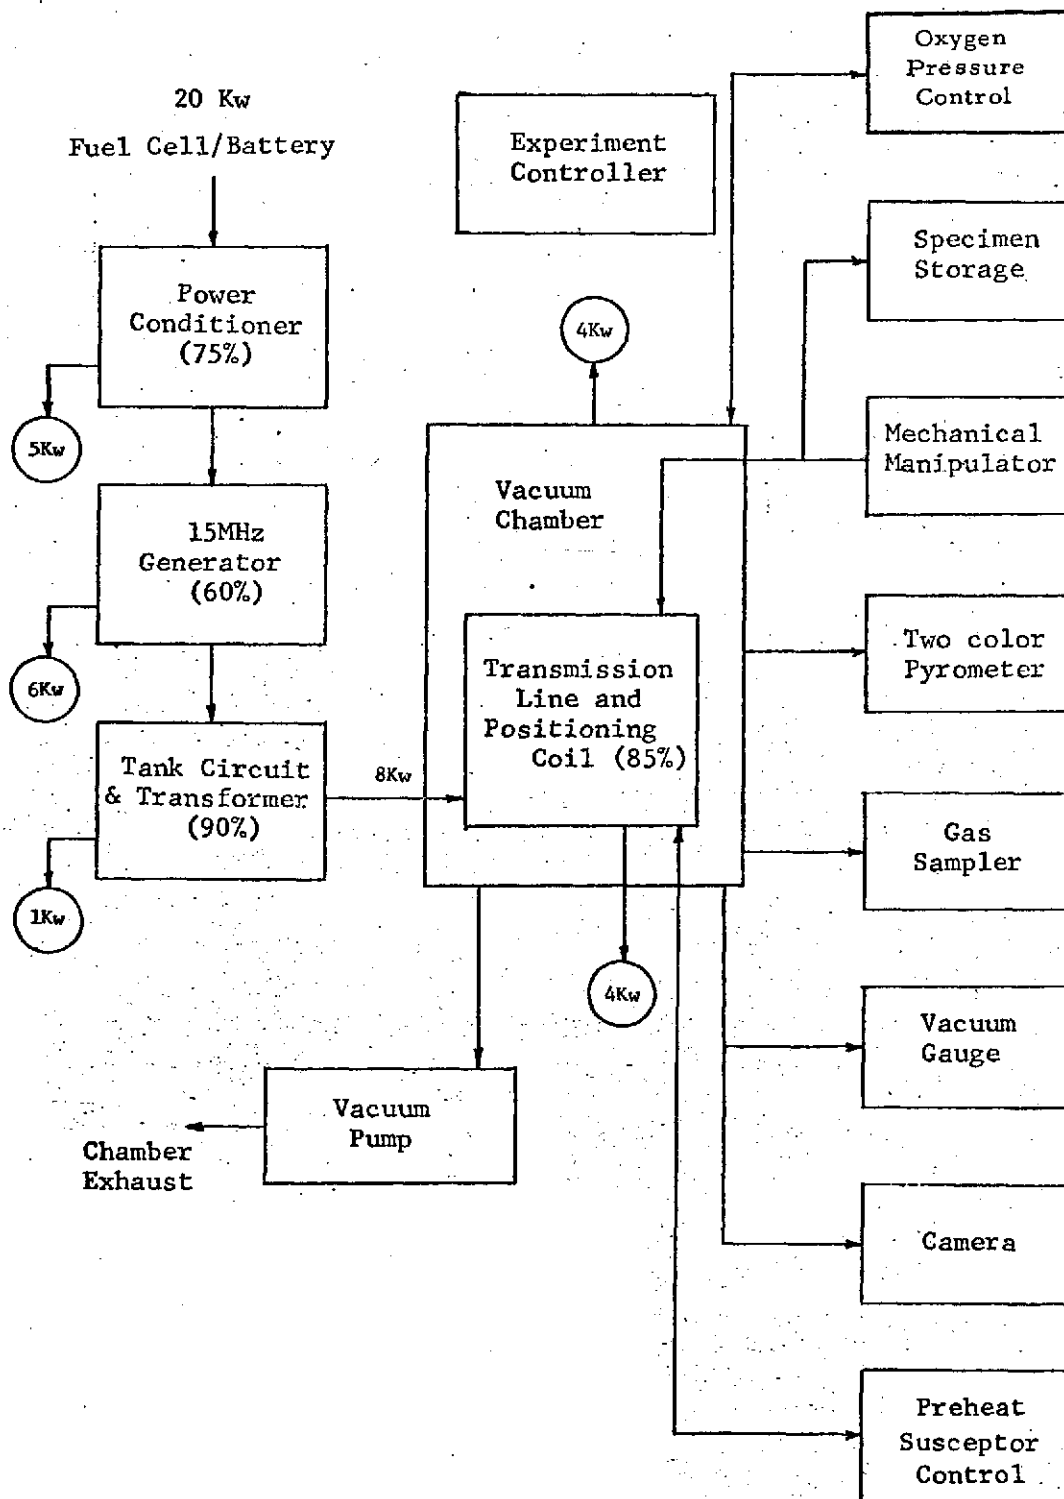 20 Kw
Fuel Cell/Battery
Power
Conditioner
(75%)
5Kw
15MHz
Generator
(60%)
6Kw
Tank Circuit
& Transformer
(90%)
1Kw
8Kw
Experiment
Controller
4Kw
Vacuum
Chamber
Transmission
Line and
Positioning
Coil (85%)
4Kw
Vacuum
Pump
Chamber
Exhaust
Oxygen
Pressure
Control
Specimen
Storage
Mechanical
Manipulator
Two color
Pyrometer
Gas
Sampler
Vacuum
Gauge
Camera
Preheat
Susceptor
Control